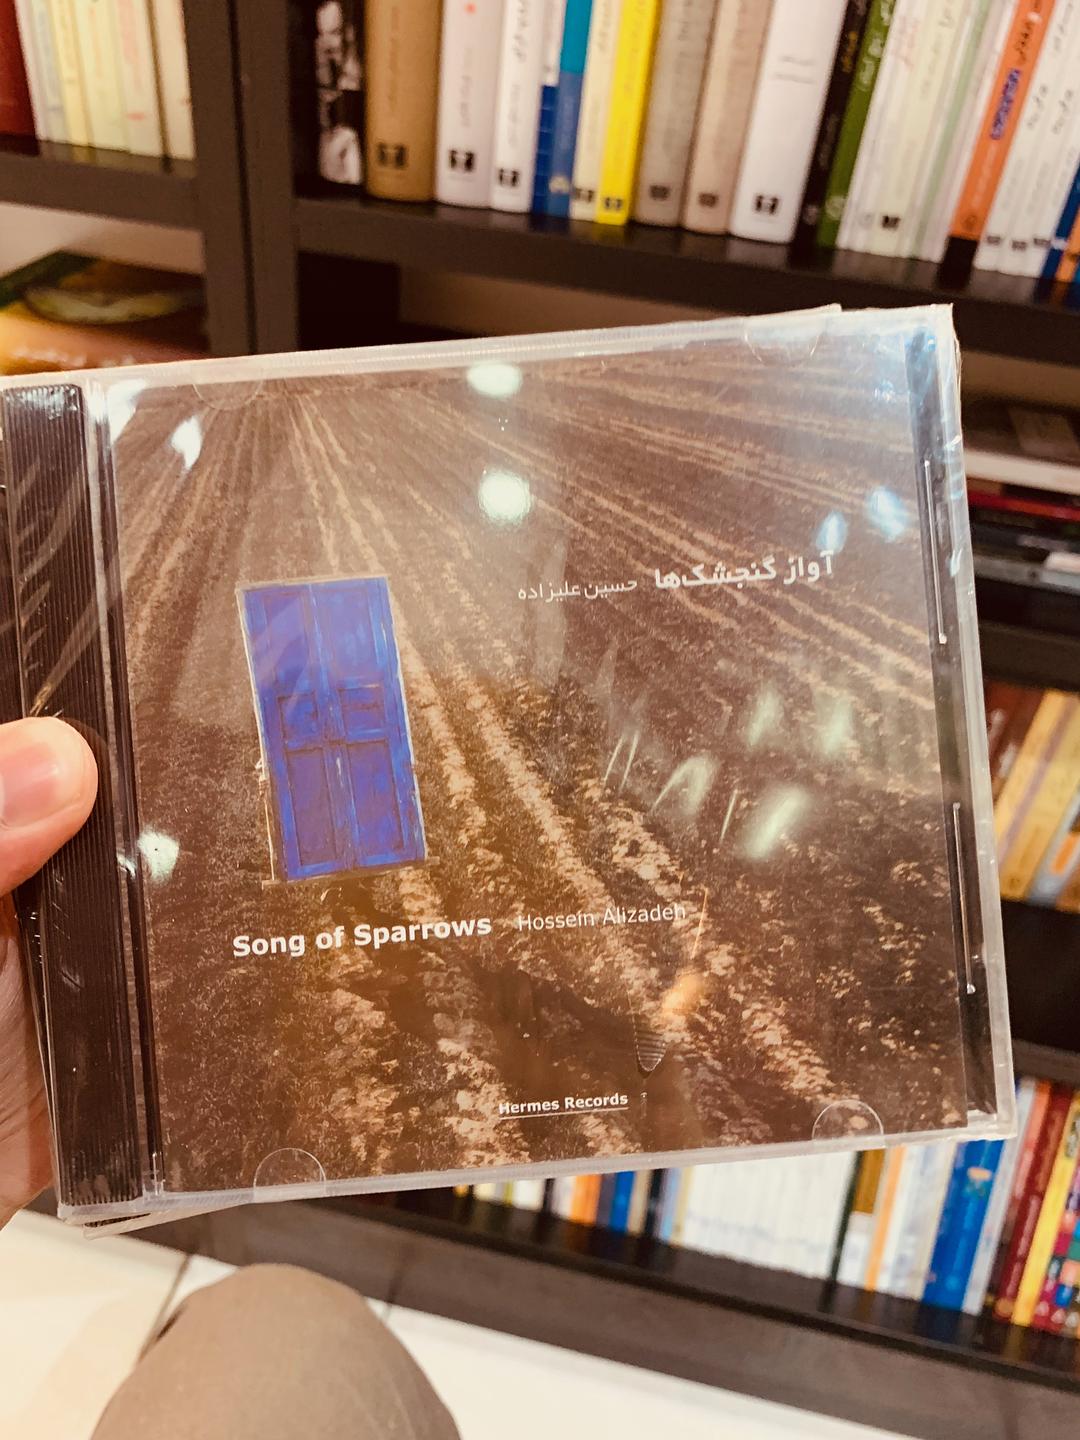 آواز گنجشک‌ها حسین علیزاده
Song of Sparrows Hossein Alizadeh
Hermes Records